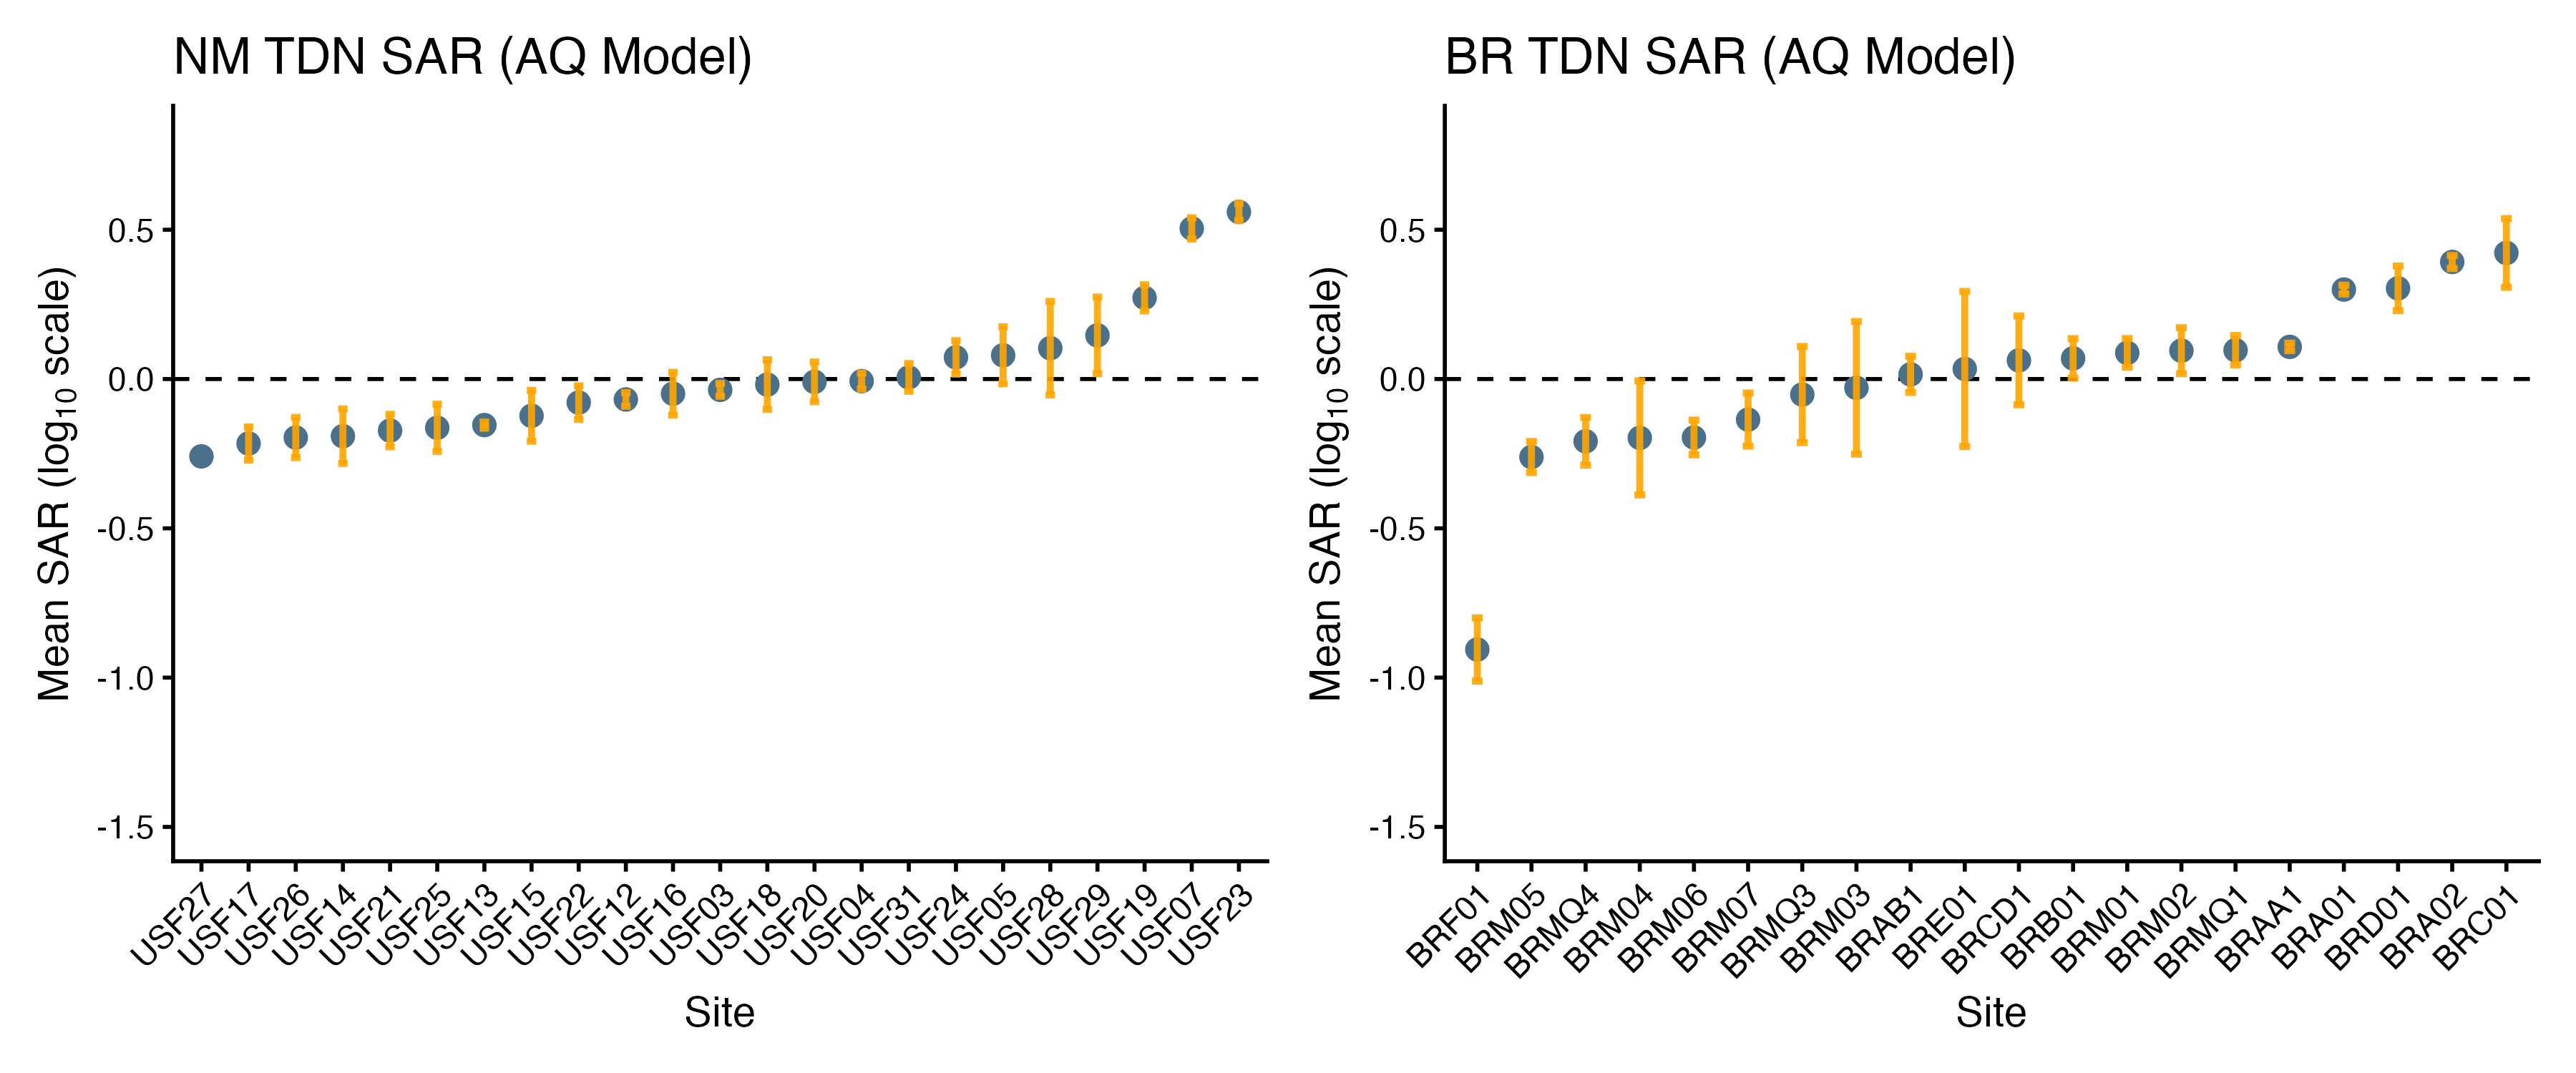 NM TDN SAR (AQ Model)
Mean SAR (log10 scale)
0.5
0.0
-0.5
-1.0
-1.5
USF27
USF17
USF26
USF14
USF21
USF25
USF13
USF15
USF22
USF12
USF16
USF03
USF18
USF20
USF04
USF31
USF24
USF05
USF28
USF29
USF19
USF07
USF23
Site
BR TDN SAR (AQ Model)
Mean SAR (log10 scale)
0.5
0.0
-0.5
-1.0
-1.5
BRF01
BRM05
BRMQ4
BRM04
BRM06
BRM07
BRMQ3
BRM03
BRAB1
BRE01
BRCD1
BRB01
BRM01
BRM02
BRMQ1
BRAA1
BRA01
BRD01
BRA02
BRC01
Site